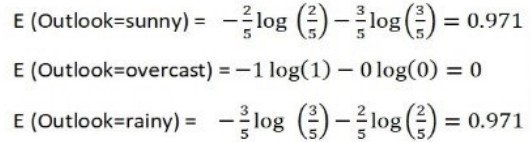 E (Outlook=sunny) = −2/5 log (2/5) − 3/5 log(3/5) = 0.971
E (Outlook=overcast) = −1 log(1) − 0 log(0) = 0
E (Outlook=rainy) = −3/5 log (3/5) − 2/5 log(2/5) = 0.971